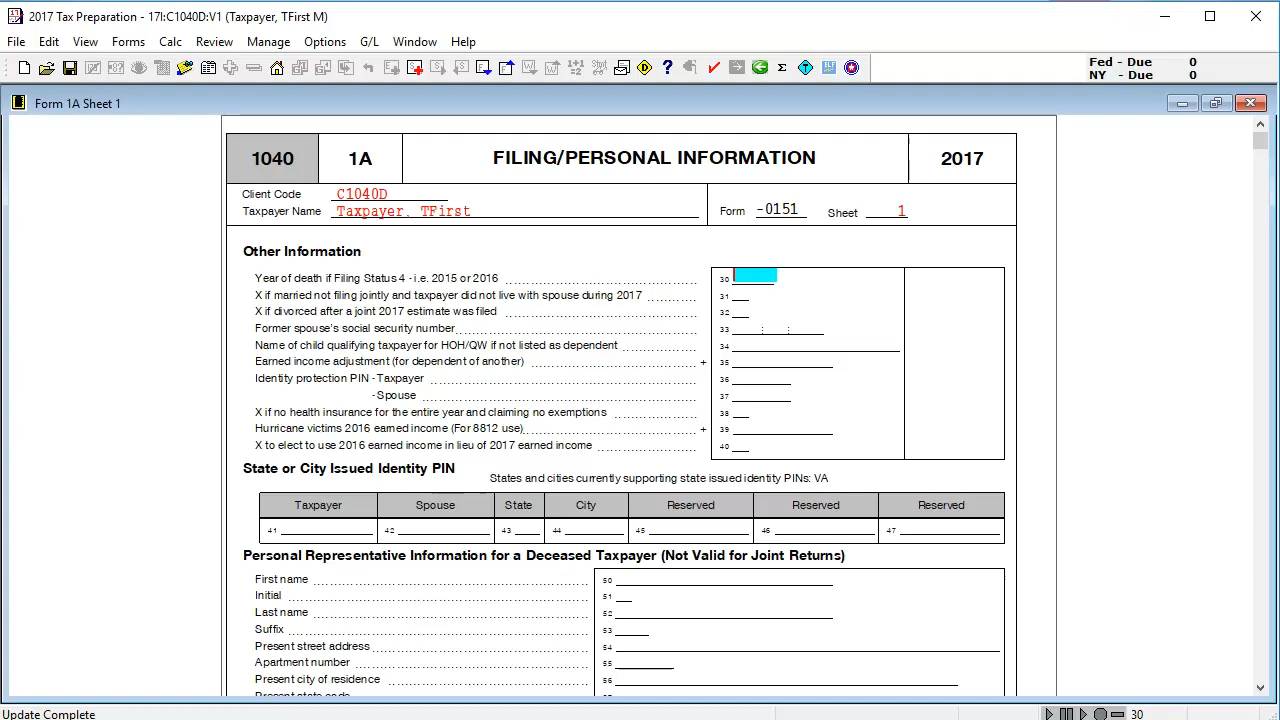 2017 Tax Preparation - 17I:C1040D:V1 (Taxpayer, TFirst M)
File Edit View Forms Calc Review Manage Options G/L Window Help
Fed - Due 0
NY - Due 0
Form 1A Sheet 1
1040 1A FILING/PERSONAL INFORMATION 2017
Client Code C1040D
Taxpayer Name Taxpayer, TFirst Form -0151 Sheet 1
Other Information
Year of death if Filing Status 4 - i.e. 2015 or 2016 30
X if married not filing jointly and taxpayer did not live with spouse during 2017 31
X if divorced after a joint 2017 estimate was filed 32
Former spouse's social security number 33
Name of child qualifying taxpayer for HOH/QW if not listed as dependent 34
Earned income adjustment (for dependent of another) + 35
Identity protection PIN - Taxpayer 36
- Spouse 37
X if no health insurance for the entire year and claiming no exemptions 38
Hurricane victims 2016 earned income (For 8812 use) + 39
X to elect to use 2016 earned income in lieu of 2017 earned income 40
State or City Issued Identity PIN
States and cities currently supporting state issued identity PINs: VA
Taxpayer Spouse State City Reserved Reserved Reserved
41 42 43 44 45 46 47
Personal Representative Information for a Deceased Taxpayer (Not Valid for Joint Returns)
First name 50
Initial 51
Last name 52
Suffix 53
Present street address 54
Apartment number 55
Present city of residence 56
Present state code
Update Complete 30